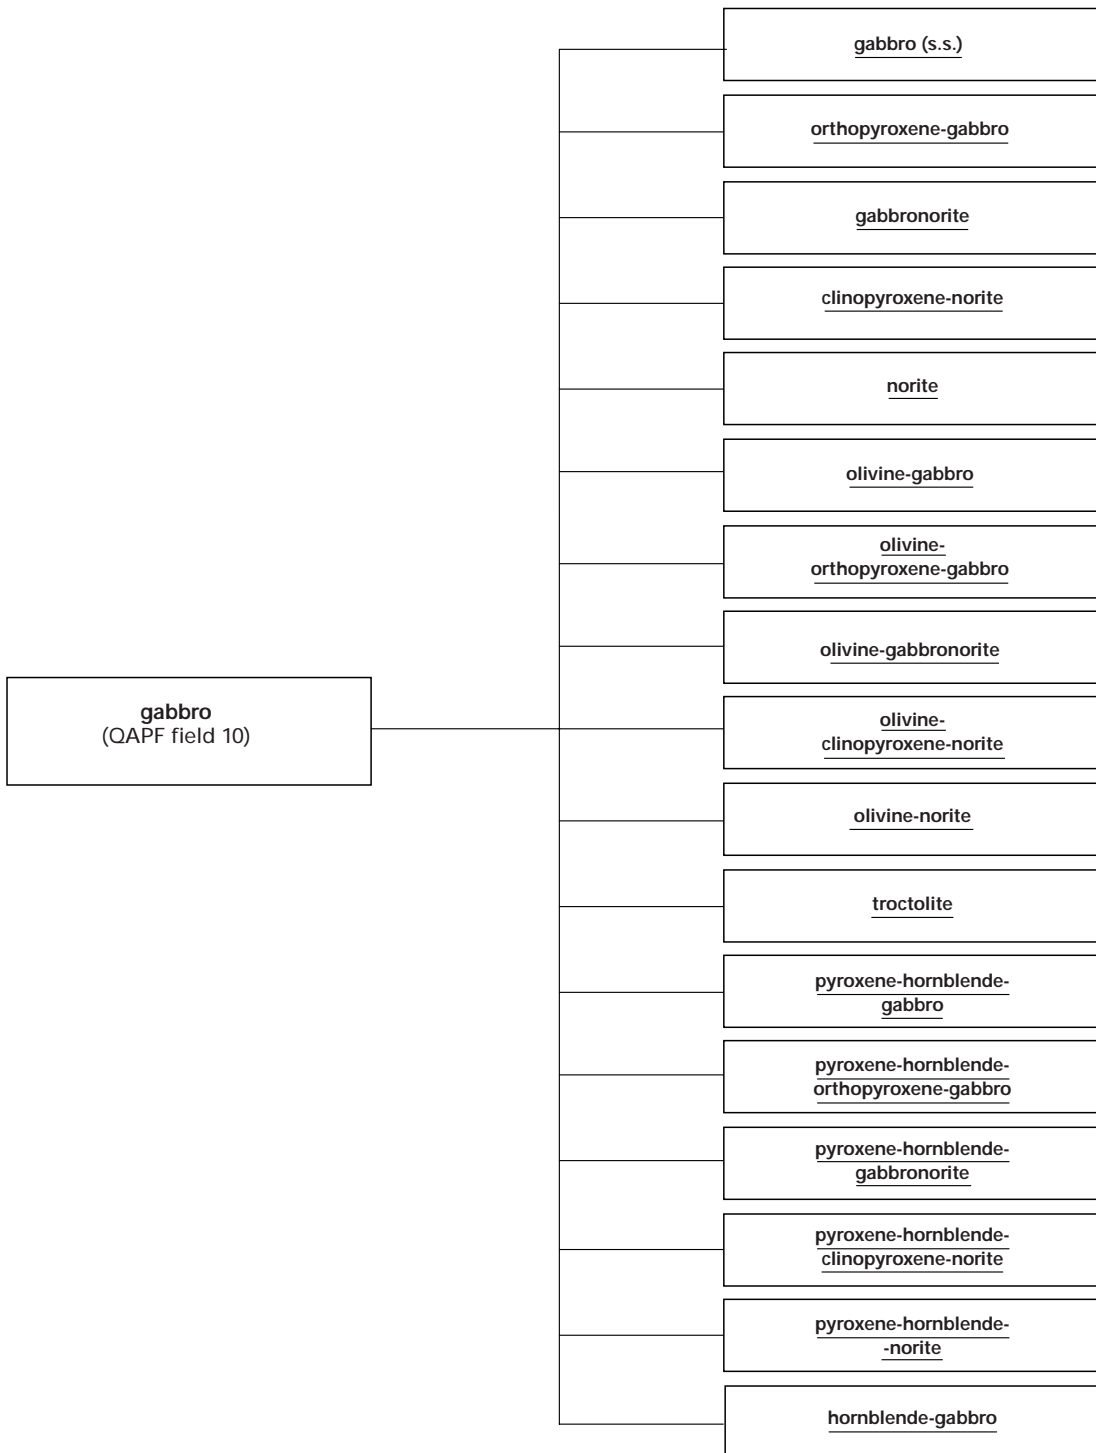 gabbro (s.s.)
orthopyroxene-gabbro
gabbronorite
clinopyroxene-norite
norite
olivine-gabbro
olivine-
orthopyroxene-gabbro
olivine-gabbronorite
gabbro
(QAPF field 10)
olivine-
clinopyroxene-norite
olivine-norite
troctolite
pyroxene-hornblende-
gabbro
pyroxene-hornblende-
orthopyroxene-gabbro
pyroxene-hornblende-
gabbronorite
pyroxene-hornblende-
clinopyroxene-norite
pyroxene-hornblende-
-norite
hornblende-gabbro